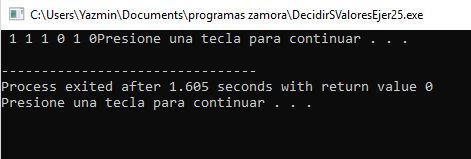 C:\Users\Yazmin\Documents\programas zamora\DecidirSValoresEjer25.exe
1 1 1 0 1 0Presione una tecla para continuar . . .
--------------------------------
Process exited after 1.605 seconds with return value 0
Presione una tecla para continuar . . .